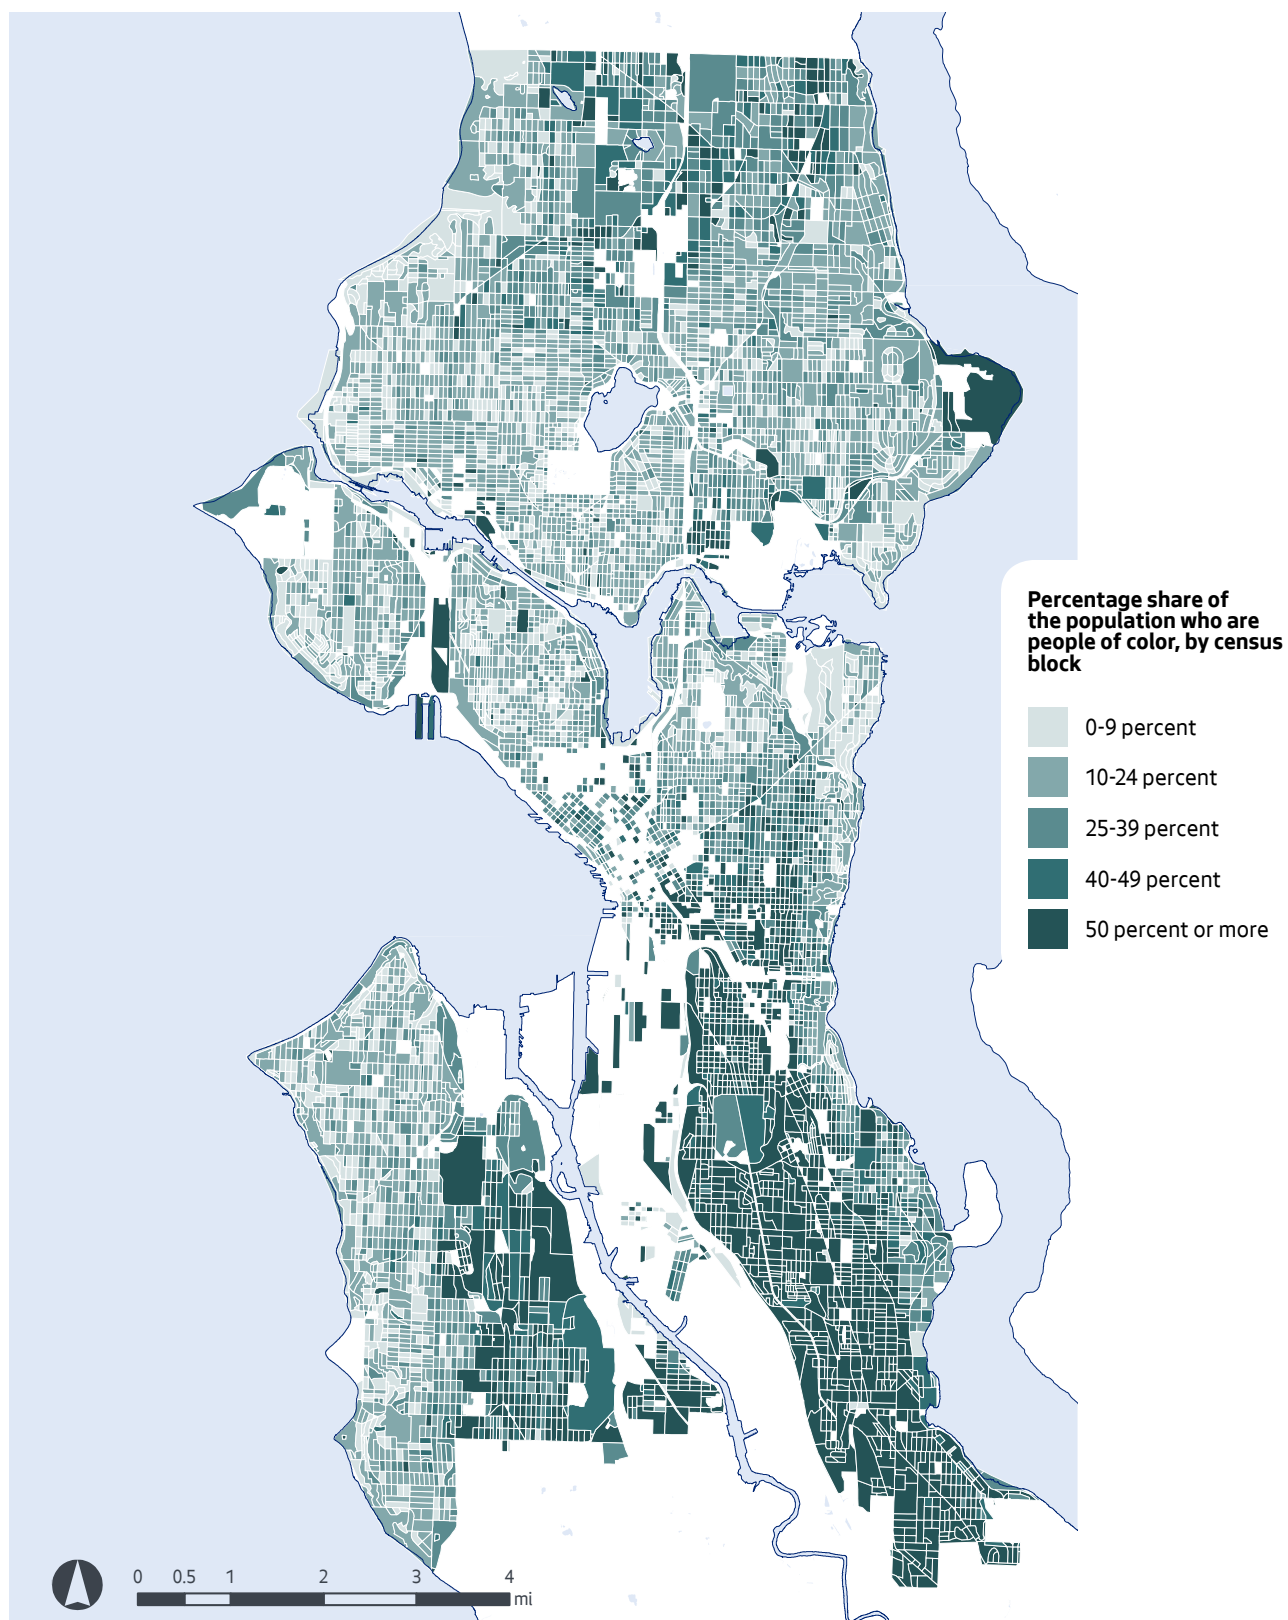 Percentage share of
the population who are
people of color, by census
block
0-9 percent
10-24 percent
25-39 percent
40-49 percent
50 percent or more
0 0.5 1 2 3 4
mi